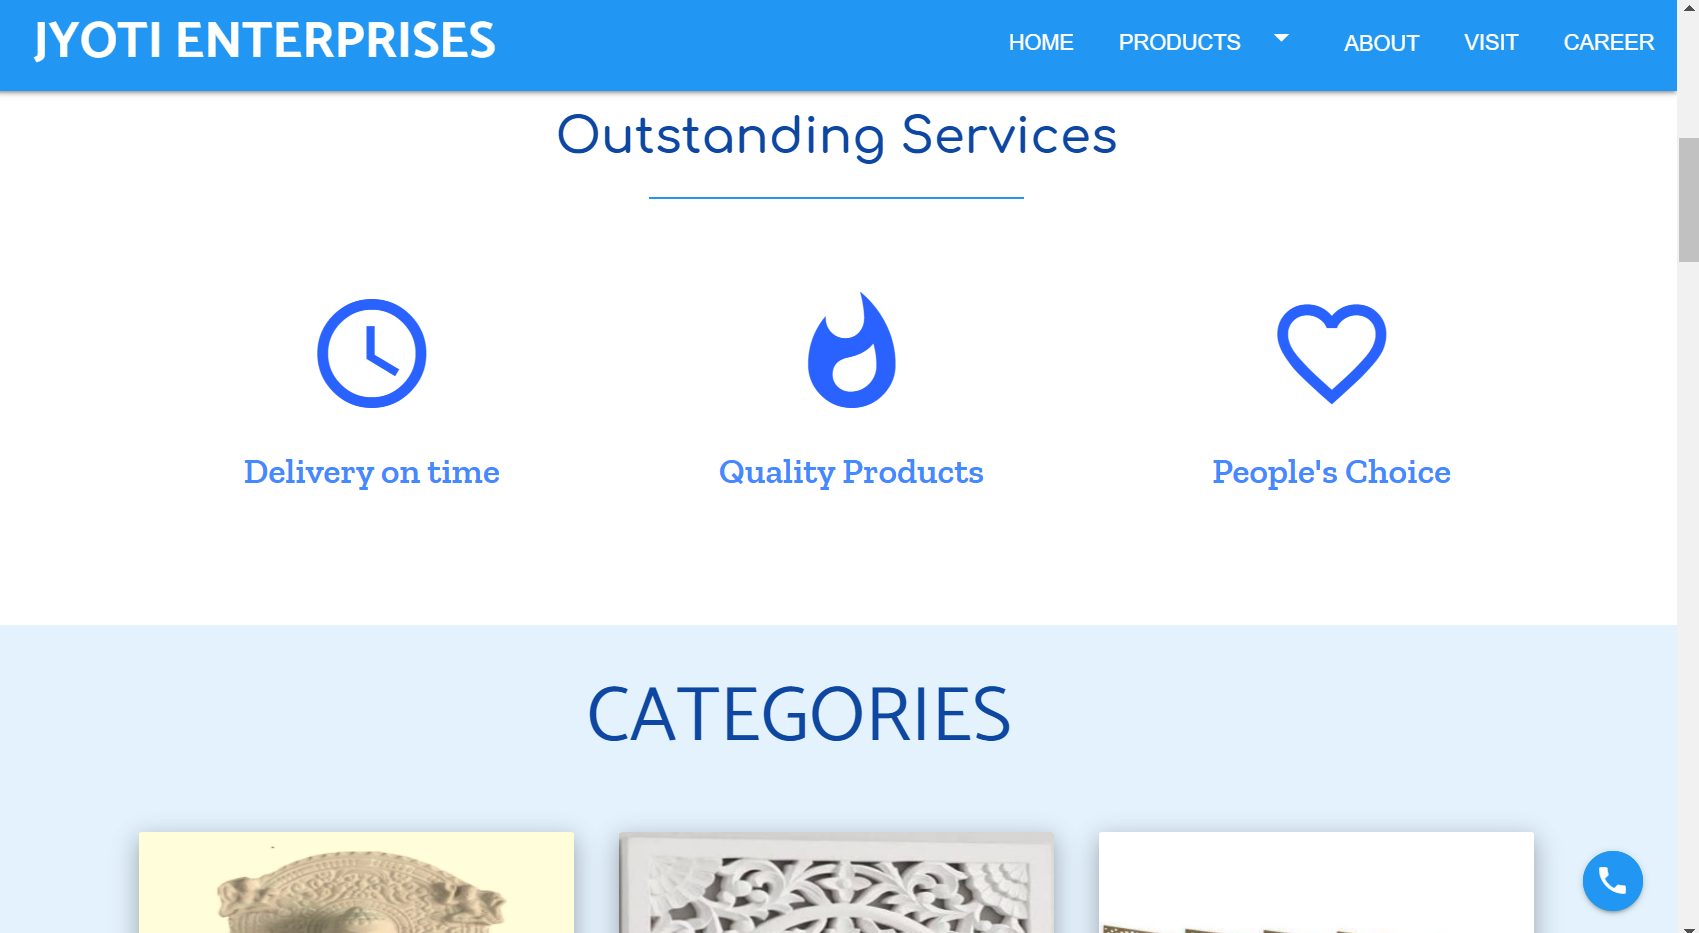 JYOTI ENTERPRISES
HOME PRODUCTS ABOUT VISIT CAREER
Outstanding Services
Delivery on time
Quality Products
People's Choice
CATEGORIES